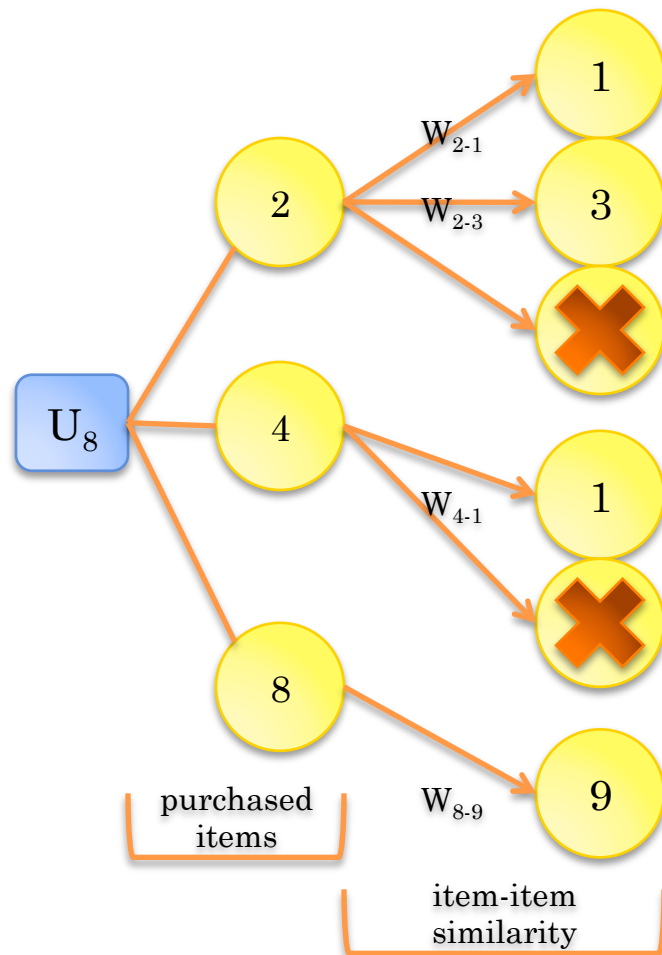 1
W2-1
2
W2-3
3
U8
4
W4-1
1
8
W8-9
9
purchased
items
item-item
similarity